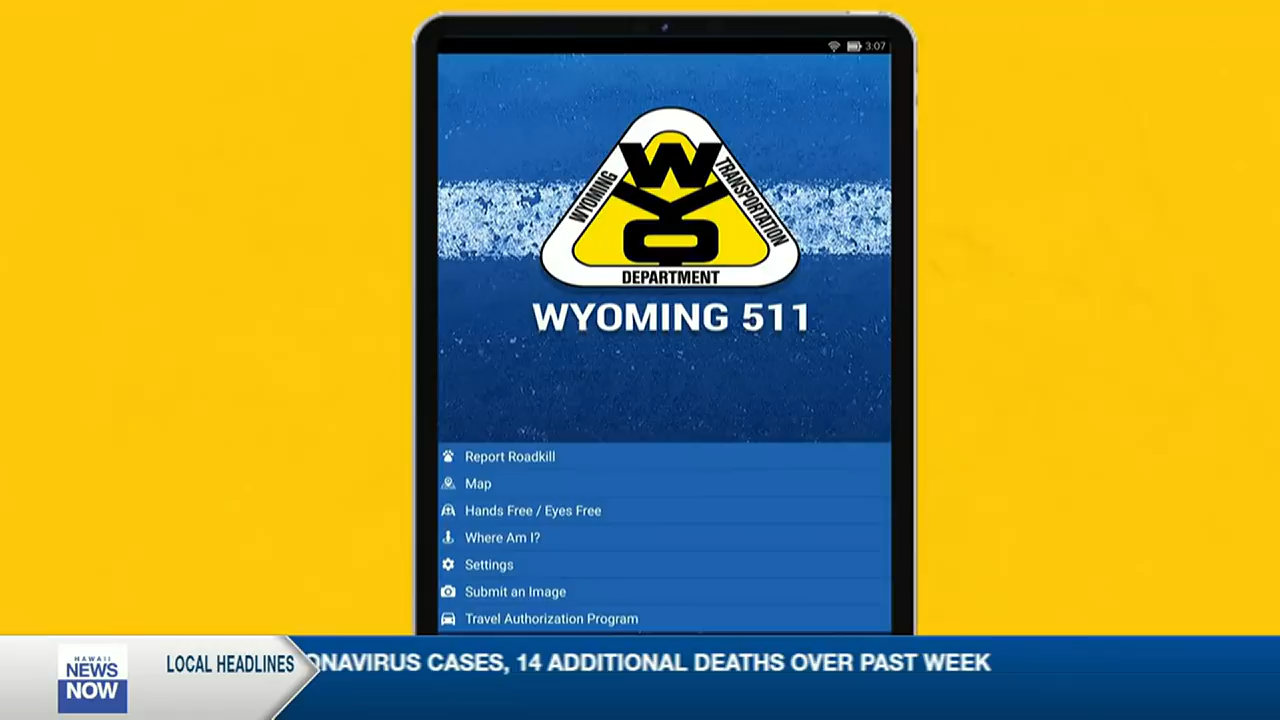 3:07
WYOMING
TRANSPORTATION
WYO
DEPARTMENT
WYOMING 511
Report Roadkill
Map
Hands Free / Eyes Free
Where Am I?
Settings
Submit an Image
Travel Authorization Program
HAWAII
NEWS
NOW
LOCAL HEADLINES
ONAVIRUS CASES, 14 ADDITIONAL DEATHS OVER PAST WEEK